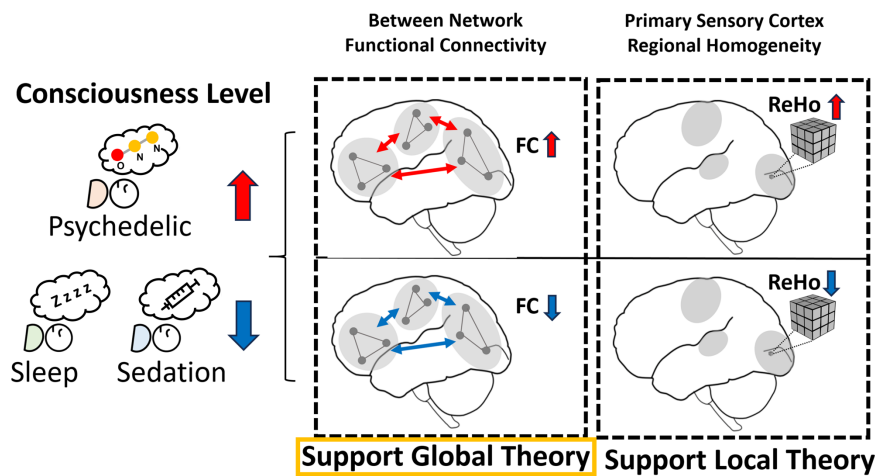 Between Network
Functional Connectivity
Primary Sensory Cortex
Regional Homogeneity
Consciousness Level
O N N
Psychedelic
FC
ReHo
Zzzz
Sleep
Sedation
FC
ReHo
Support Global Theory
Support Local Theory